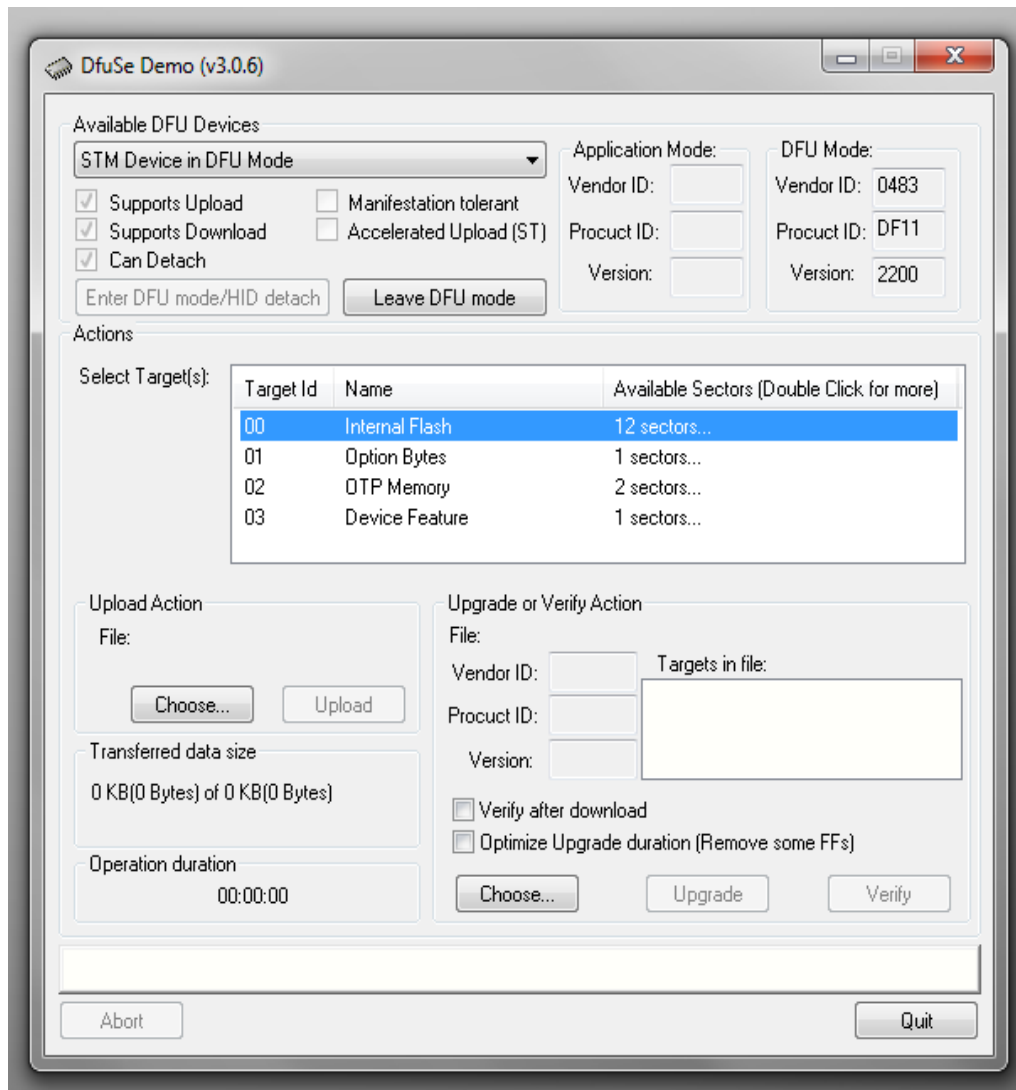 DfuSe Demo (v3.0.6)
Available DFU Devices
STM Device in DFU Mode
Supports Upload
Manifestation tolerant
Supports Download
Accelerated Upload (ST)
Can Detach
Enter DFU mode/HID detach
Leave DFU mode
Application Mode:
Vendor ID:
Procuct ID:
Version:
DFU Mode:
Vendor ID: 0483
Procuct ID: DF11
Version: 2200
Actions
Select Target(s):
Target Id Name Available Sectors (Double Click for more)
00 Internal Flash 12 sectors...
01 Option Bytes 1 sectors...
02 OTP Memory 2 sectors...
03 Device Feature 1 sectors...
Upload Action
File:
Choose... Upload
Transferred data size
0 KB(0 Bytes) of 0 KB(0 Bytes)
Operation duration
00:00:00
Upgrade or Verify Action
File:
Vendor ID:
Procuct ID:
Version:
Targets in file:
Verify after download
Optimize Upgrade duration (Remove some FFs)
Choose... Upgrade Verify
Abort Quit